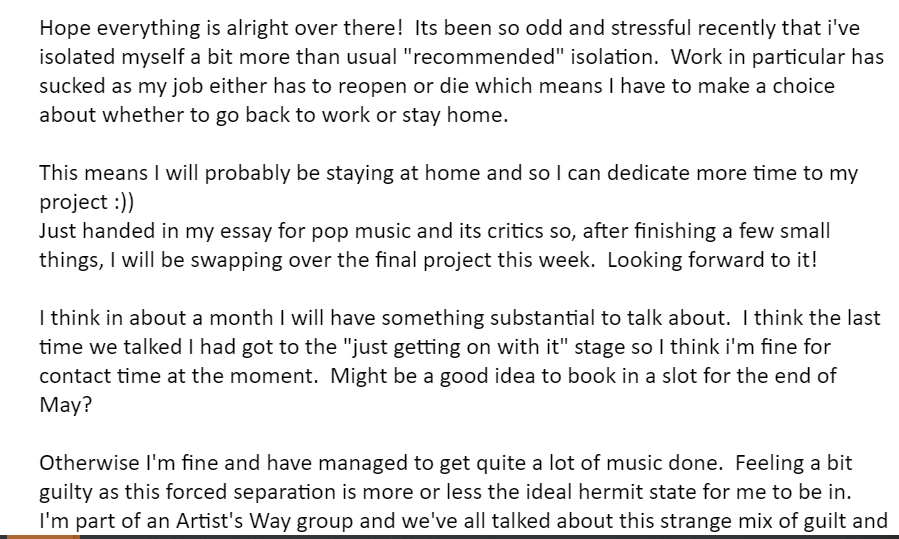 Hope everything is alright over there!  Its been so odd and stressful recently that i've
isolated myself a bit more than usual "recommended" isolation.  Work in particular has
sucked as my job either has to reopen or die which means I have to make a choice
about whether to go back to work or stay home.
This means I will probably be staying at home and so I can dedicate more time to my
project :))
Just handed in my essay for pop music and its critics so, after finishing a few small
things, I will be swapping over the final project this week.  Looking forward to it!
I think in about a month I will have something substantial to talk about.  I think the last
time we talked I had got to the "just getting on with it" stage so I think i'm fine for
contact time at the moment.  Might be a good idea to book in a slot for the end of
May?
Otherwise I'm fine and have managed to get quite a lot of music done.  Feeling a bit
guilty as this forced separation is more or less the ideal hermit state for me to be in.
I'm part of an Artist's Way group and we've all talked about this strange mix of guilt and